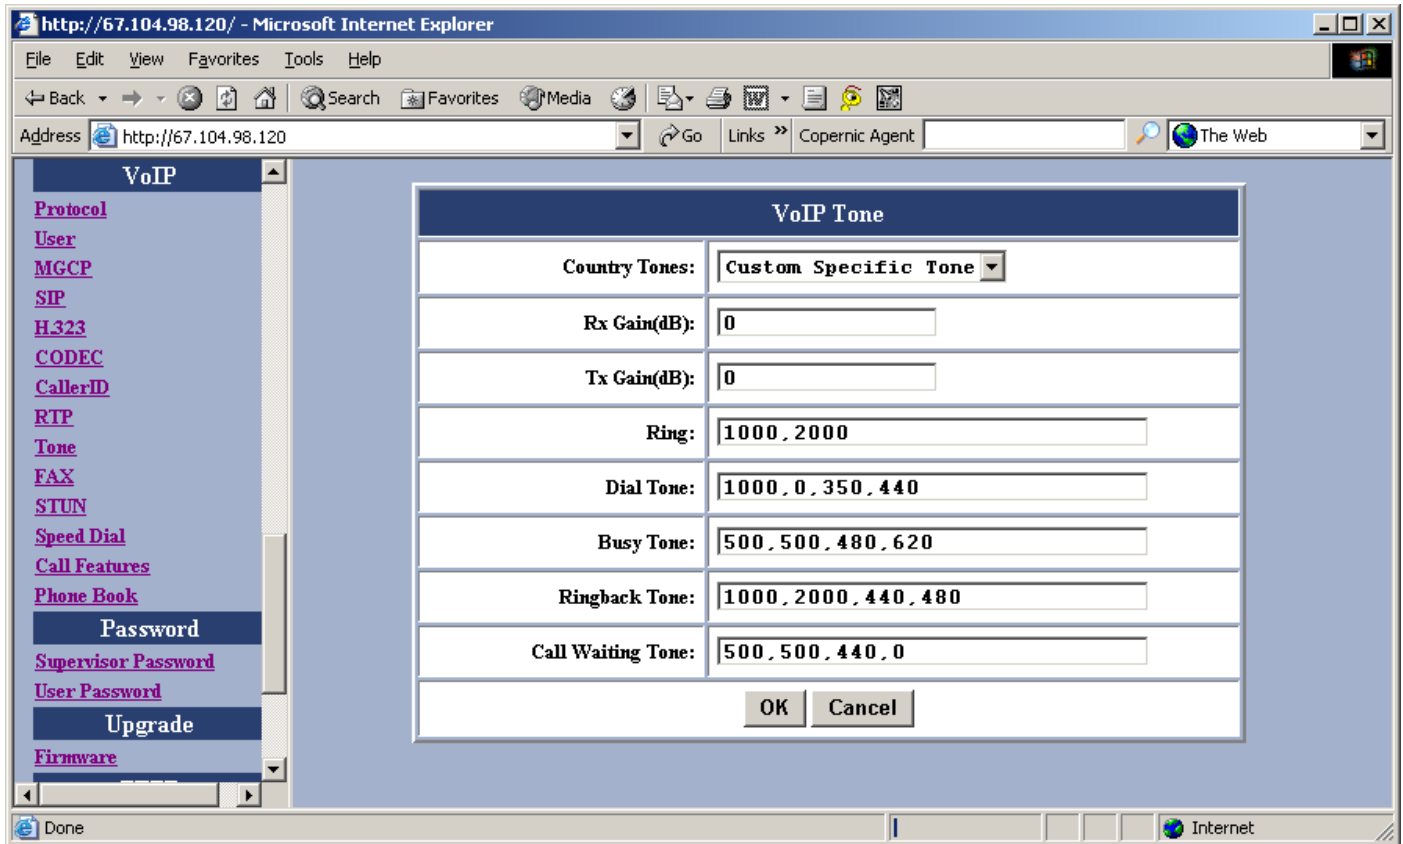 http://67.104.98.120/ - Microsoft Internet Explorer
File Edit View Favorites Tools Help
Back Search Favorites Media
Address http://67.104.98.120 Go Links » Copernic Agent The Web
VoIP
Protocol
User
MGCP
SIP
H.323
CODEC
CallerID
RTP
Tone
FAX
STUN
Speed Dial
Call Features
Phone Book
Password
Supervisor Password
User Password
Upgrade
Firmware
VoIP Tone
Country Tones: Custom Specific Tone
Rx Gain(dB): 0
Tx Gain(dB): 0
Ring: 1000,2000
Dial Tone: 1000,0,350,440
Busy Tone: 500,500,480,620
Ringback Tone: 1000,2000,440,480
Call Waiting Tone: 500,500,440,0
OK Cancel
Done Internet